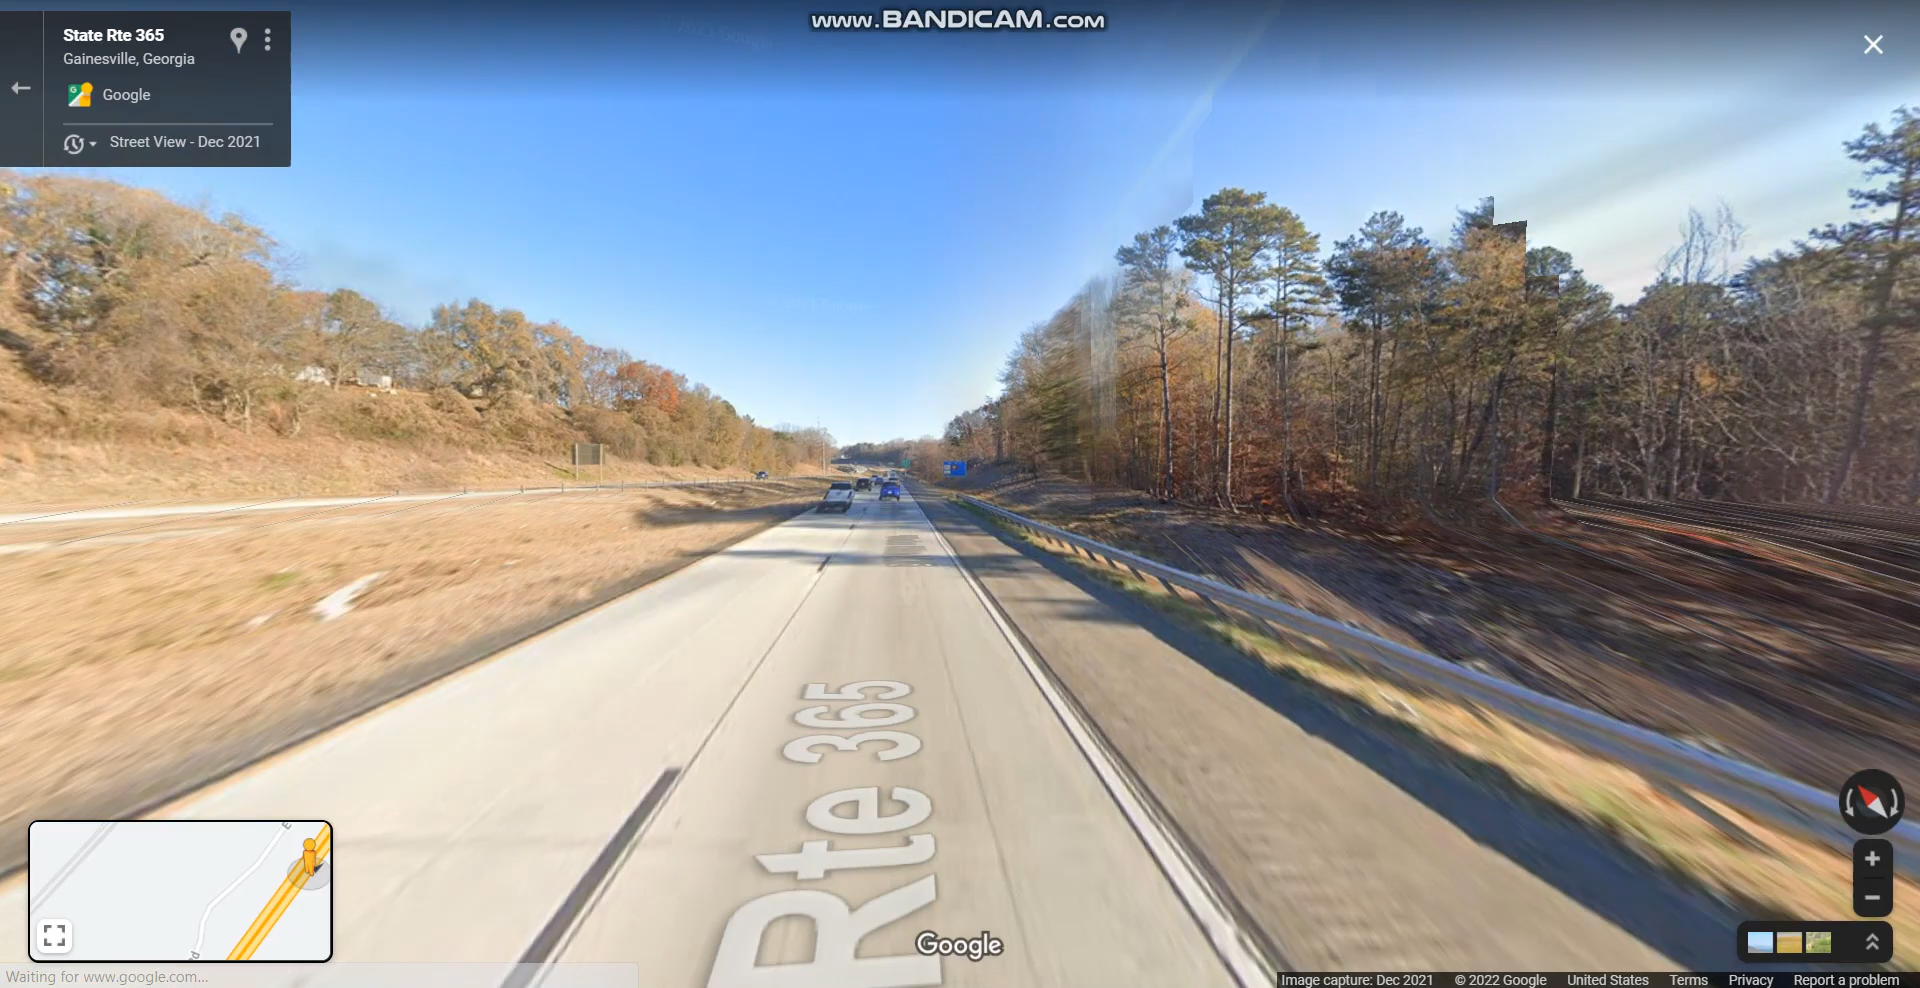 www.BANDICAM.com
State Rte 365
Gainesville, Georgia
Google
Street View - Dec 2021
Rte 365
Google
Waiting for www.google.com...
Image capture: Dec 2021 © 2022 Google United States Terms Privacy Report a problem